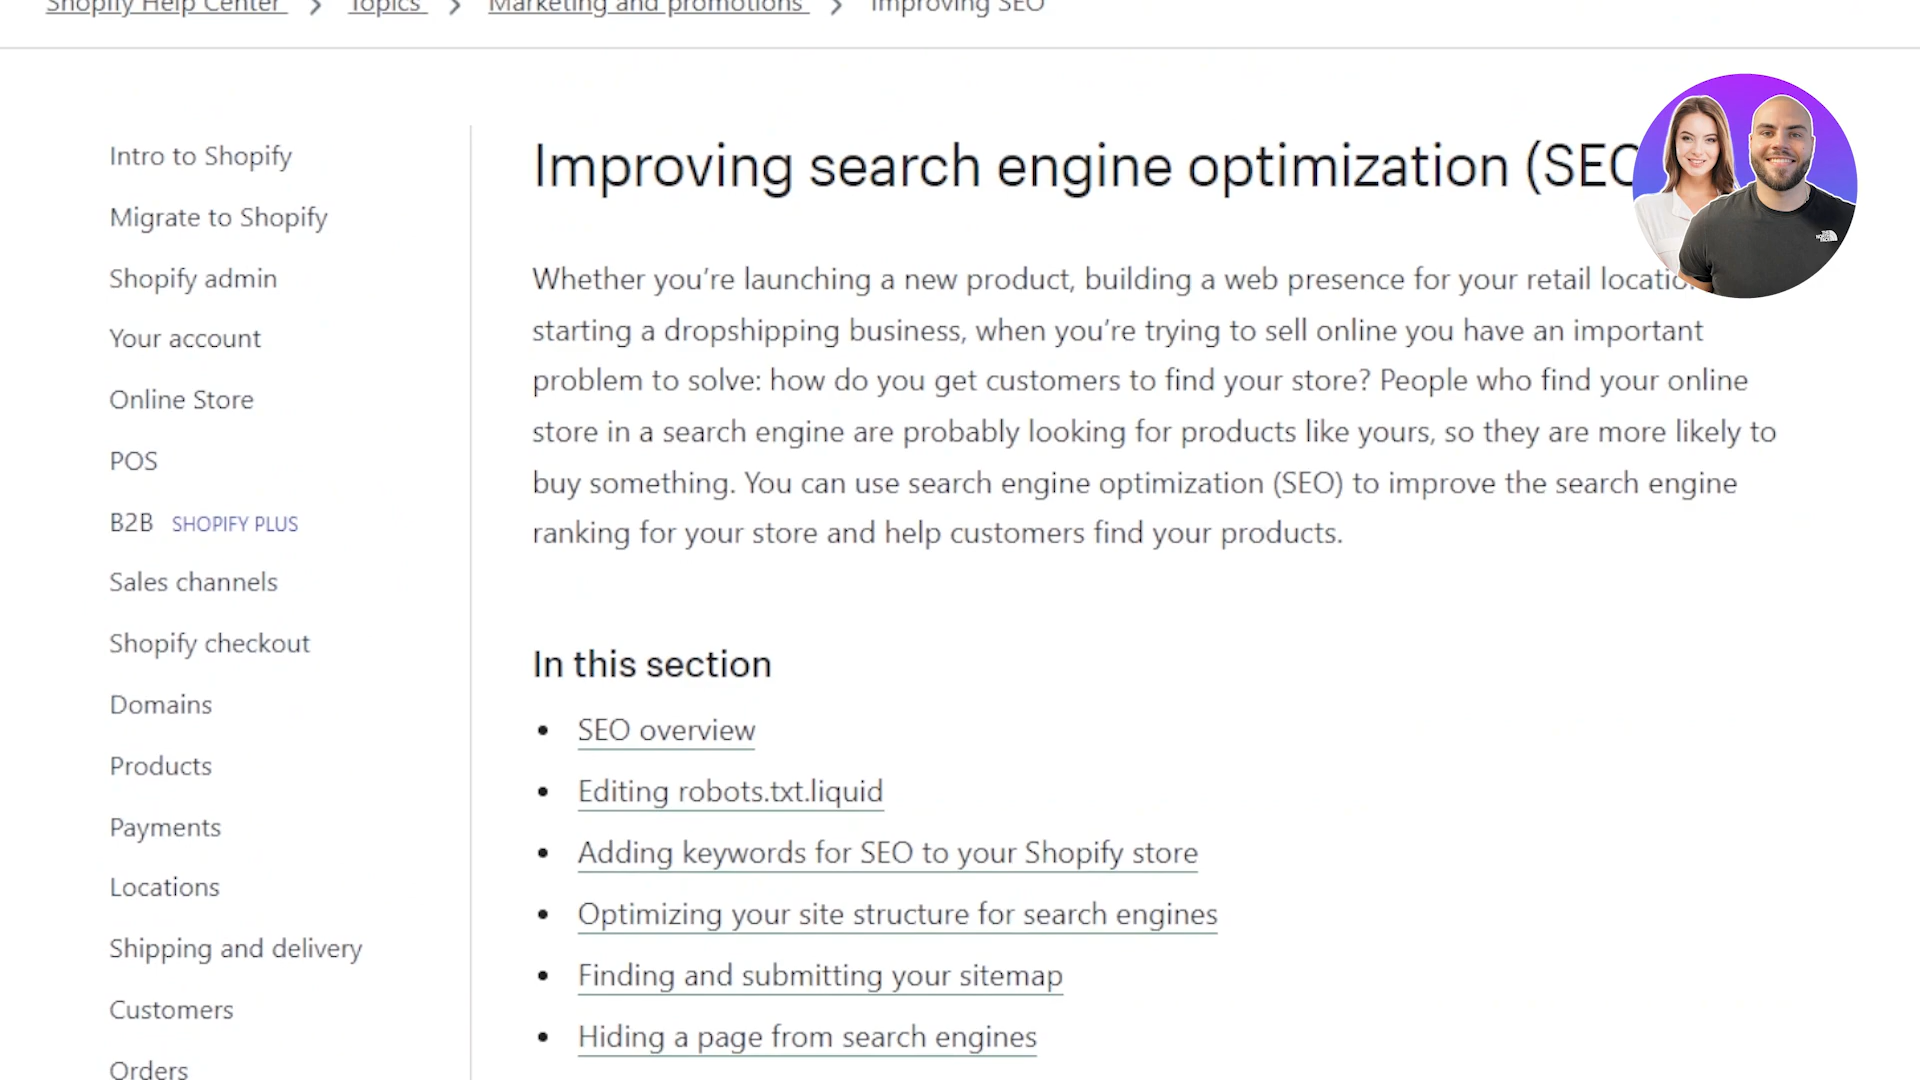 Shopify Help Center > Topics > Marketing and promotions > Improving SEO
Intro to Shopify
Migrate to Shopify
Shopify admin
Your account
Online Store
POS
B2B SHOPIFY PLUS
Sales channels
Shopify checkout
Domains
Products
Payments
Locations
Shipping and delivery
Customers
Orders
Improving search engine optimization (SEO
Whether you’re launching a new product, building a web presence for your retail locatio
starting a dropshipping business, when you’re trying to sell online you have an important
problem to solve: how do you get customers to find your store? People who find your online
store in a search engine are probably looking for products like yours, so they are more likely to
buy something. You can use search engine optimization (SEO) to improve the search engine
ranking for your store and help customers find your products.
In this section
• SEO overview
• Editing robots.txt.liquid
• Adding keywords for SEO to your Shopify store
• Optimizing your site structure for search engines
• Finding and submitting your sitemap
• Hiding a page from search engines